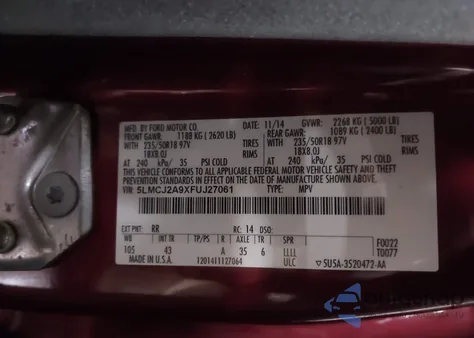 MFD. BY FORD MOTOR CO. 11/14 GVWR: 2268 KG ( 5000 LB)
FRONT GAWR: 1188 KG ( 2620 LB) REAR GAWR: 1089 KG ( 2400 LB)
WITH WITH
235/50R18 97V 235/50R18 97V
18X8.0J 18X8.0J
AT 240 kPa/ 35 PSI COLD AT 240 kPa/ 35 PSI COLD
THIS VEHICLE CONFORMS TO ALL APPLICABLE FEDERAL MOTOR VEHICLE SAFETY AND THEFT PREVENTION STANDARDS IN
EFFECT ON THE DATE OF MANUFACTURE SHOWN ABOVE.
VIN: 5LMCJ2A9XFUJ27061 TYPE: MPV
EXT PNT: RR RC: 14 DSO: F0022
WB INT TR TP/PS R AXLE TR SPR T0077
105 43 A 35 6 LLLL
MADE IN U.S.A. 1201411127064 ULC 5U5A-3520472-AA
autosnap